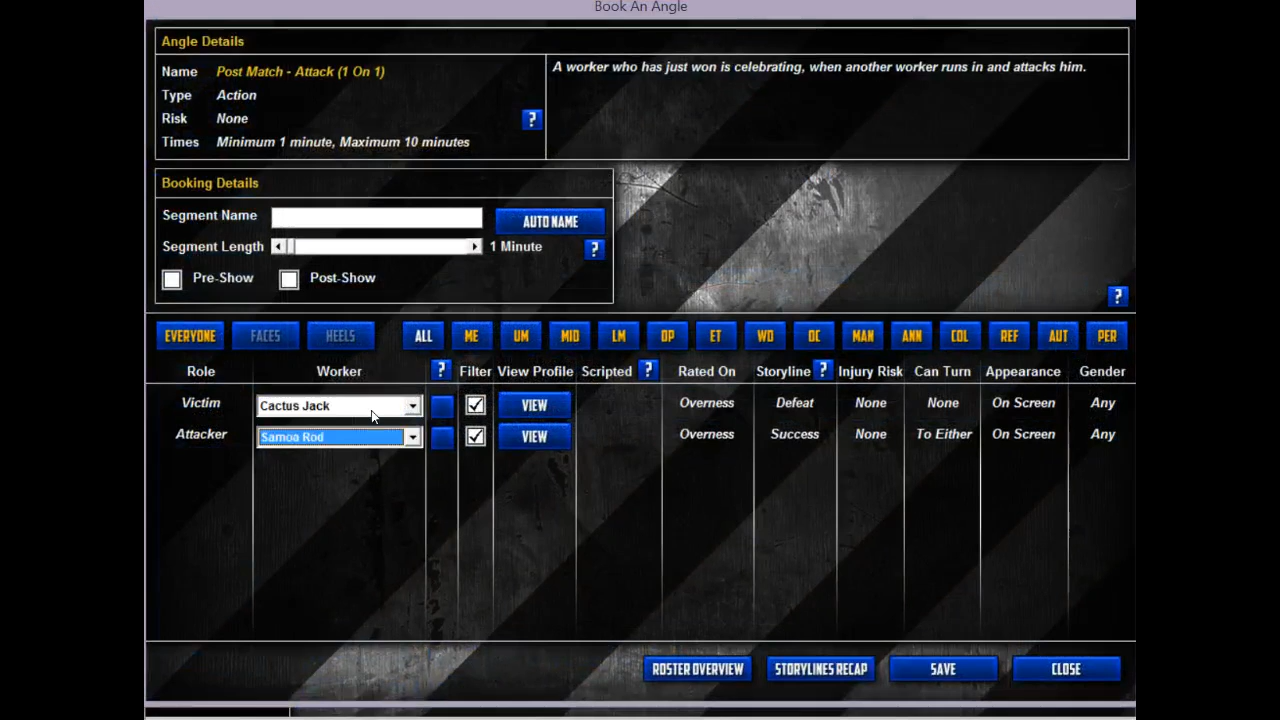 Book An Angle
Angle Details
Name Post Match - Attack (1 On 1)
A worker who has just won is celebrating, when another worker runs in and attacks him.
Type Action
Risk None
?
Times Minimum 1 minute, Maximum 10 minutes
Booking Details
Segment Name AUTO NAME
Segment Length 1 Minute ?
Pre-Show Post-Show
?
EVERYONE FACES HEELS ALL ME UM MID LM OP ET WO OC MAN ANN COL REF AUT PER
Role Worker ? Filter View Profile Scripted ? Rated On Storyline ? Injury Risk Can Turn Appearance Gender
Victim Cactus Jack VIEW Overness Defeat None None On Screen Any
Attacker Samoa Rod VIEW Overness Success None To Either On Screen Any
ROSTER OVERVIEW STORYLINES RECAP SAVE CLOSE